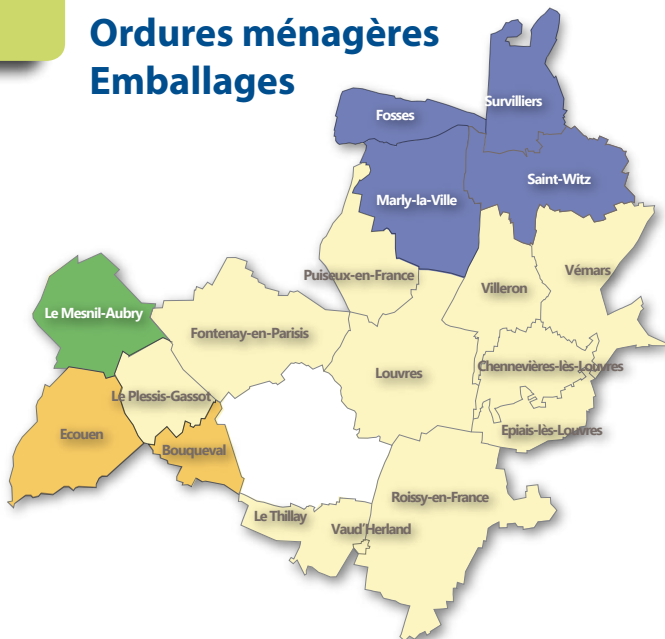 Ordures ménagères
Emballages
Survilliers
Fosses
Saint-Witz
Marly-la-Ville
Puiseux-en-France
Vémars
Villeron
Le Mesnil-Aubry
Fontenay-en-Parisis
Louvres
Chennevières-lès-Louvres
Le Plessis-Gassot
Ecouen
Bouqueval
Epiais-lès-Louvres
Roissy-en-France
Le Thillay
Vaud'Herland